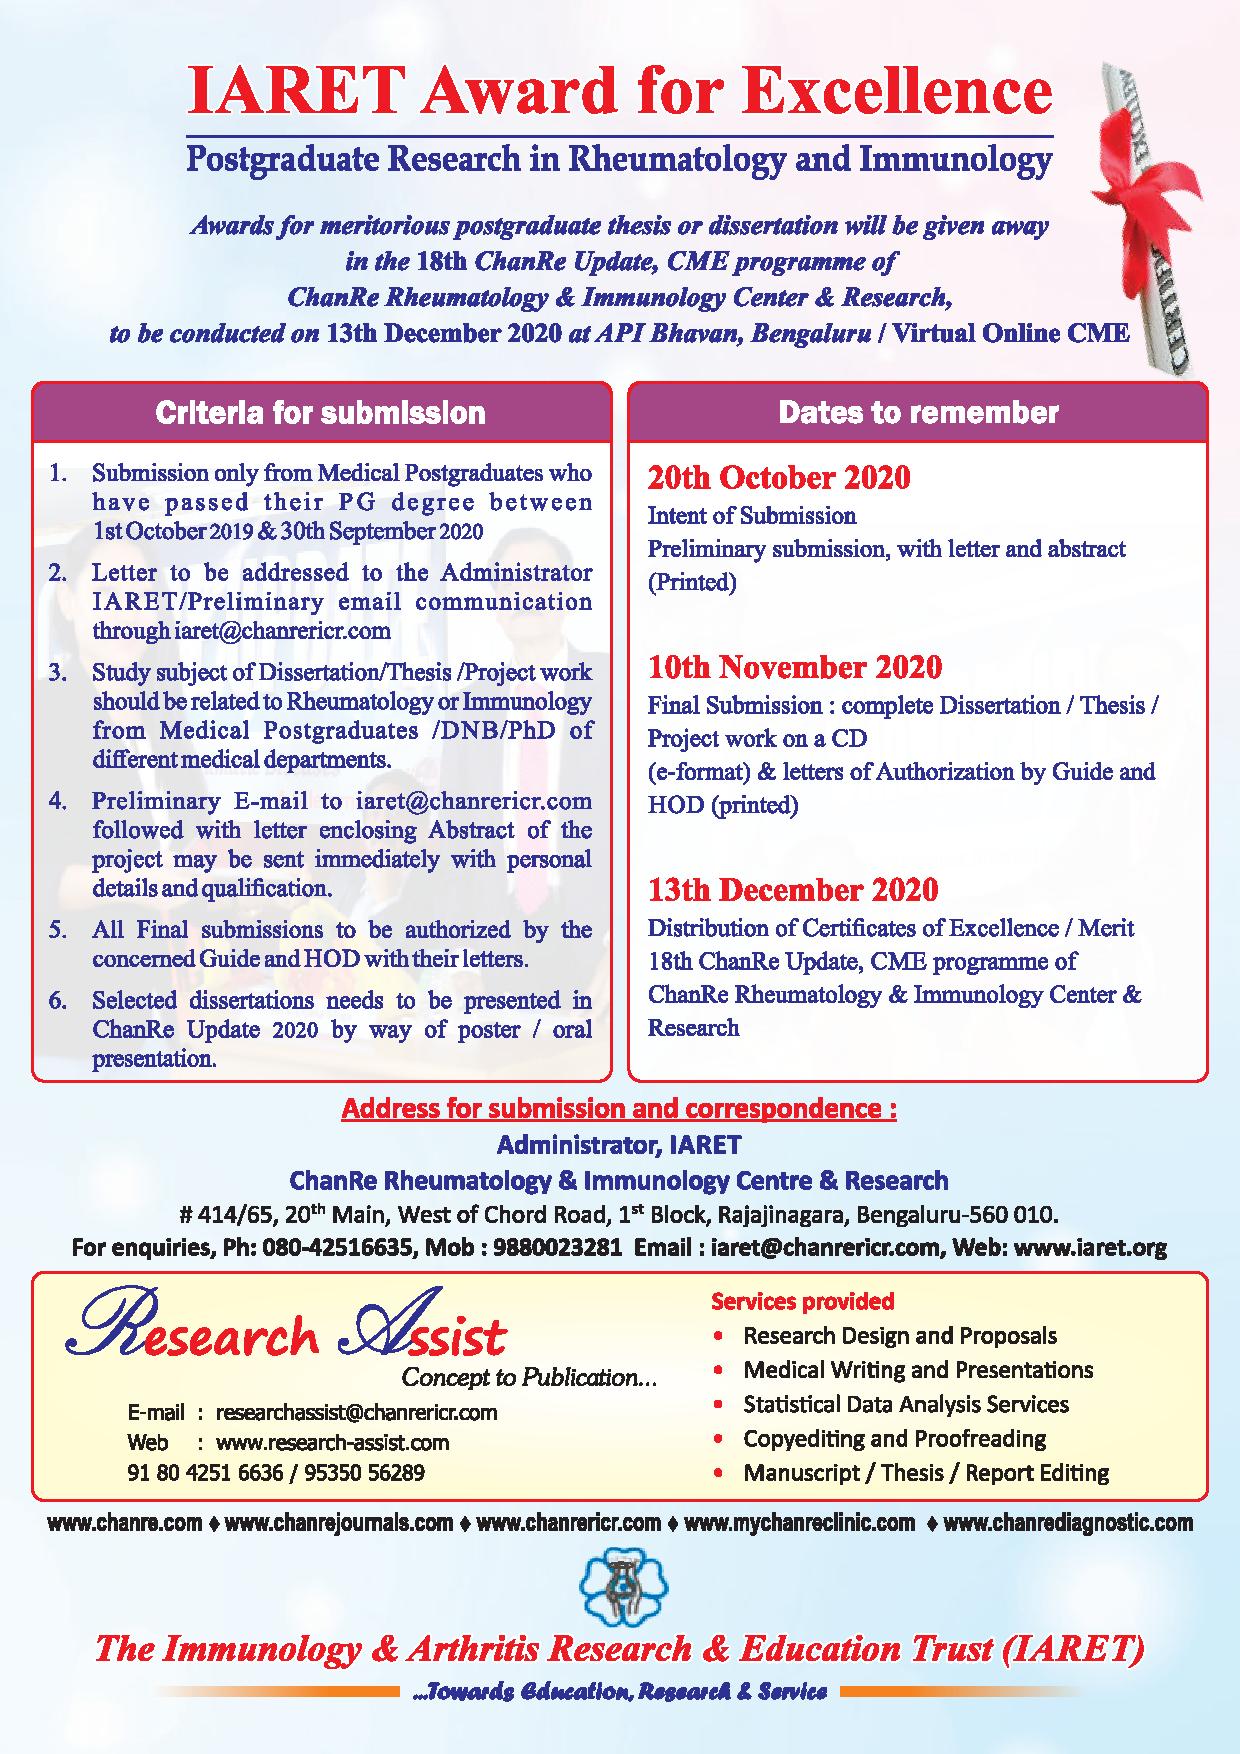 IARET Award for Excellence
Postgraduate Research in Rheumatology and Immunology
Awards for meritorious postgraduate thesis or dissertation will be given away
in the 18th ChanRe Update, CME programme of
ChanRe Rheumatology & Immunology Center & Research,
to be conducted on 13th December 2020 at API Bhavan, Bengaluru / Virtual Online CME
Criteria for submission
1. Submission only from Medical Postgraduates who
have passed their PG degree between
1st October 2019 & 30th September 2020
2. Letter to be addressed to the Administrator
IARET/Preliminary email communication
through iaret@chanrericr.com
3. Study subject of Dissertation/Thesis /Project work
should be related to Rheumatology or Immunology
from Medical Postgraduates /DNB/PhD of
different medical departments.
4. Preliminary E-mail to iaret@chanrericr.com
followed with letter enclosing Abstract of the
project may be sent immediately with personal
details and qualification.
5. All Final submissions to be authorized by the
concerned Guide and HOD with their letters.
6. Selected dissertations needs to be presented in
ChanRe Update 2020 by way of poster / oral
presentation.
Dates to remember
20th October 2020
Intent of Submission
Preliminary submission, with letter and abstract
(Printed)
10th November 2020
Final Submission : complete Dissertation / Thesis /
Project work on a CD
(e-format) & letters of Authorization by Guide and
HOD (printed)
13th December 2020
Distribution of Certificates of Excellence / Merit
18th ChanRe Update, CME programme of
ChanRe Rheumatology & Immunology Center &
Research
Address for submission and correspondence :
Administrator, IARET
ChanRe Rheumatology & Immunology Centre & Research
# 414/65, 20th Main, West of Chord Road, 1st Block, Rajajinagara, Bengaluru-560 010.
For enquiries, Ph: 080-42516635, Mob : 9880023281 Email : iaret@chanrericr.com, Web: www.iaret.org
Research Assist
Concept to Publication...
E-mail : researchassist@chanrericr.com
Web : www.research-assist.com
91 80 4251 6636 / 95350 56289
Services provided
• Research Design and Proposals
• Medical Writing and Presentations
• Statistical Data Analysis Services
• Copyediting and Proofreading
• Manuscript / Thesis / Report Editing
www.chanre.com ♦ www.chanrejournals.com ♦ www.chanrericr.com ♦ www.mychanreclinic.com ♦ www.chanrediagnostic.com
The Immunology & Arthritis Research & Education Trust (IARET)
...Towards Education, Research & Service